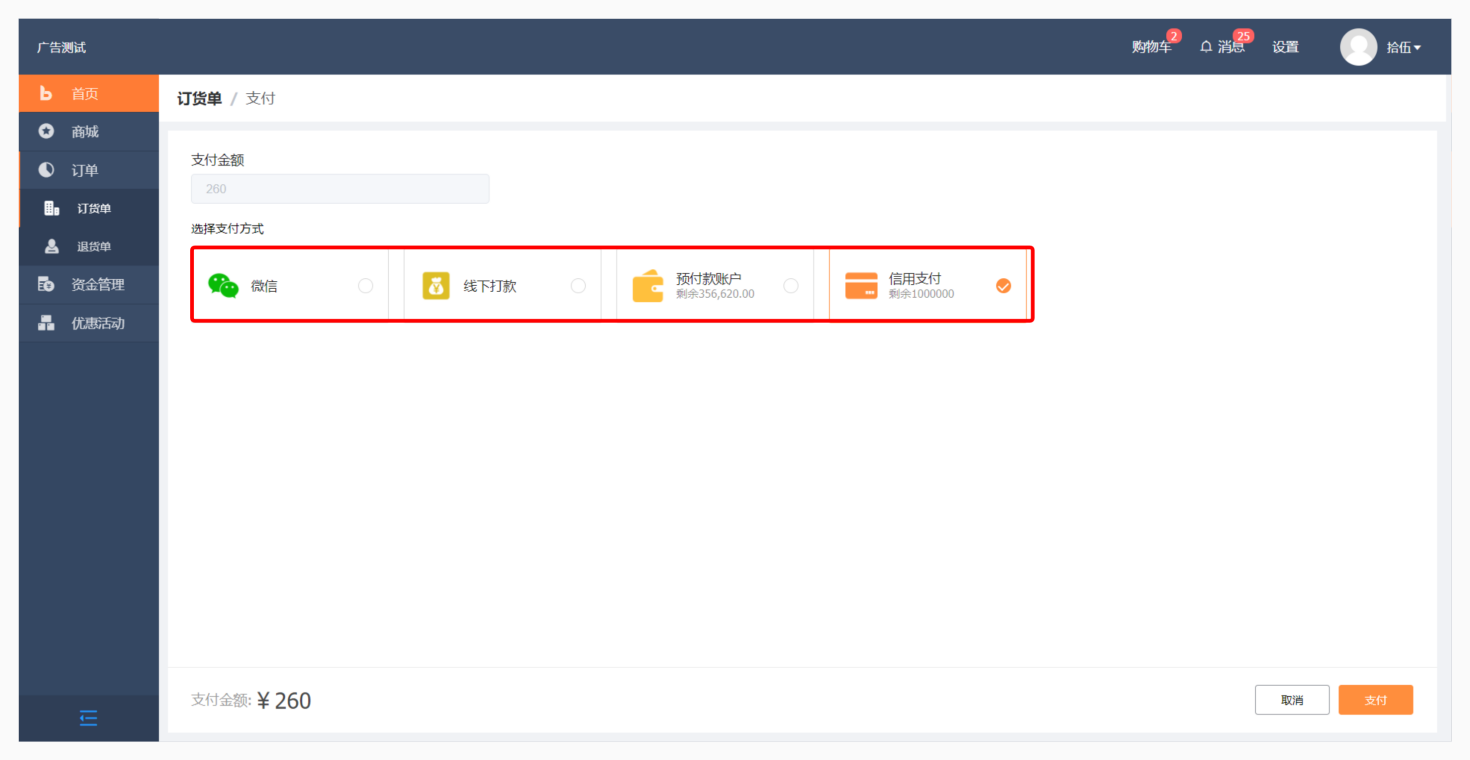 广告测试
购物车 2
消息 25
设置
拾伍
首页
商城
订单
订货单
退货单
资金管理
优惠活动
订货单 / 支付
支付金额
260
选择支付方式
微信
线下打款
预付款账户
剩余356,620.00
信用支付
剩余1000000
支付金额: ¥ 260
取消
支付